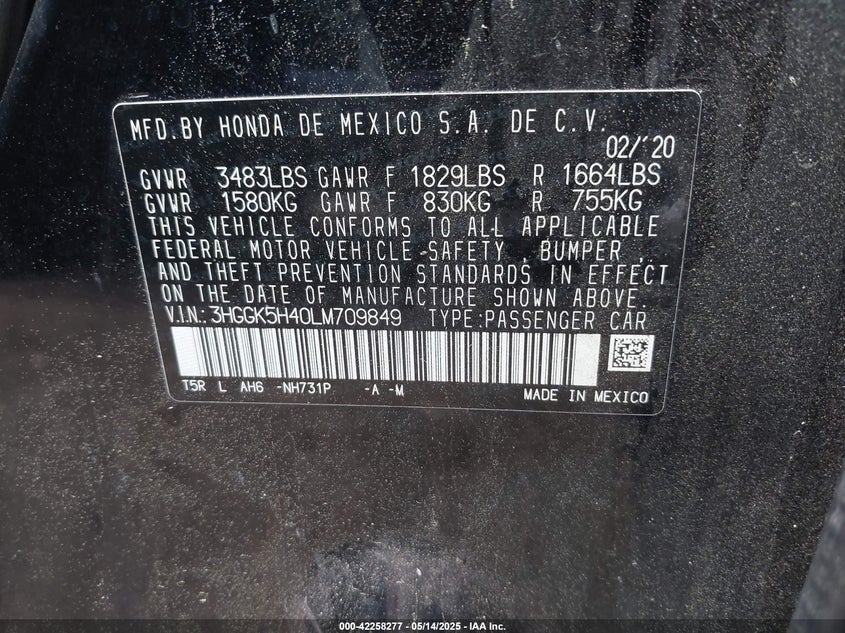 MFD.BY HONDA DE MEXICO S.A. DE C.V.
02/'20
GVWR 3483LBS GAWR F 1829LBS R 1664LBS
GVWR 1580KG GAWR F 830KG R 755KG
THIS VEHICLE CONFORMS TO ALL APPLICABLE
FEDERAL MOTOR VEHICLE SAFETY, BUMPER,
AND THEFT PREVENTION STANDARDS IN EFFECT
ON THE DATE OF MANUFACTURE SHOWN ABOVE.
V.I.N.: 3HGGK5H40LM709849 TYPE:PASSENGER CAR
T5R L AH6 -NH731P -A -M
MADE IN MEXICO
000-42258277 - 05/14/2025 - IAA Inc.